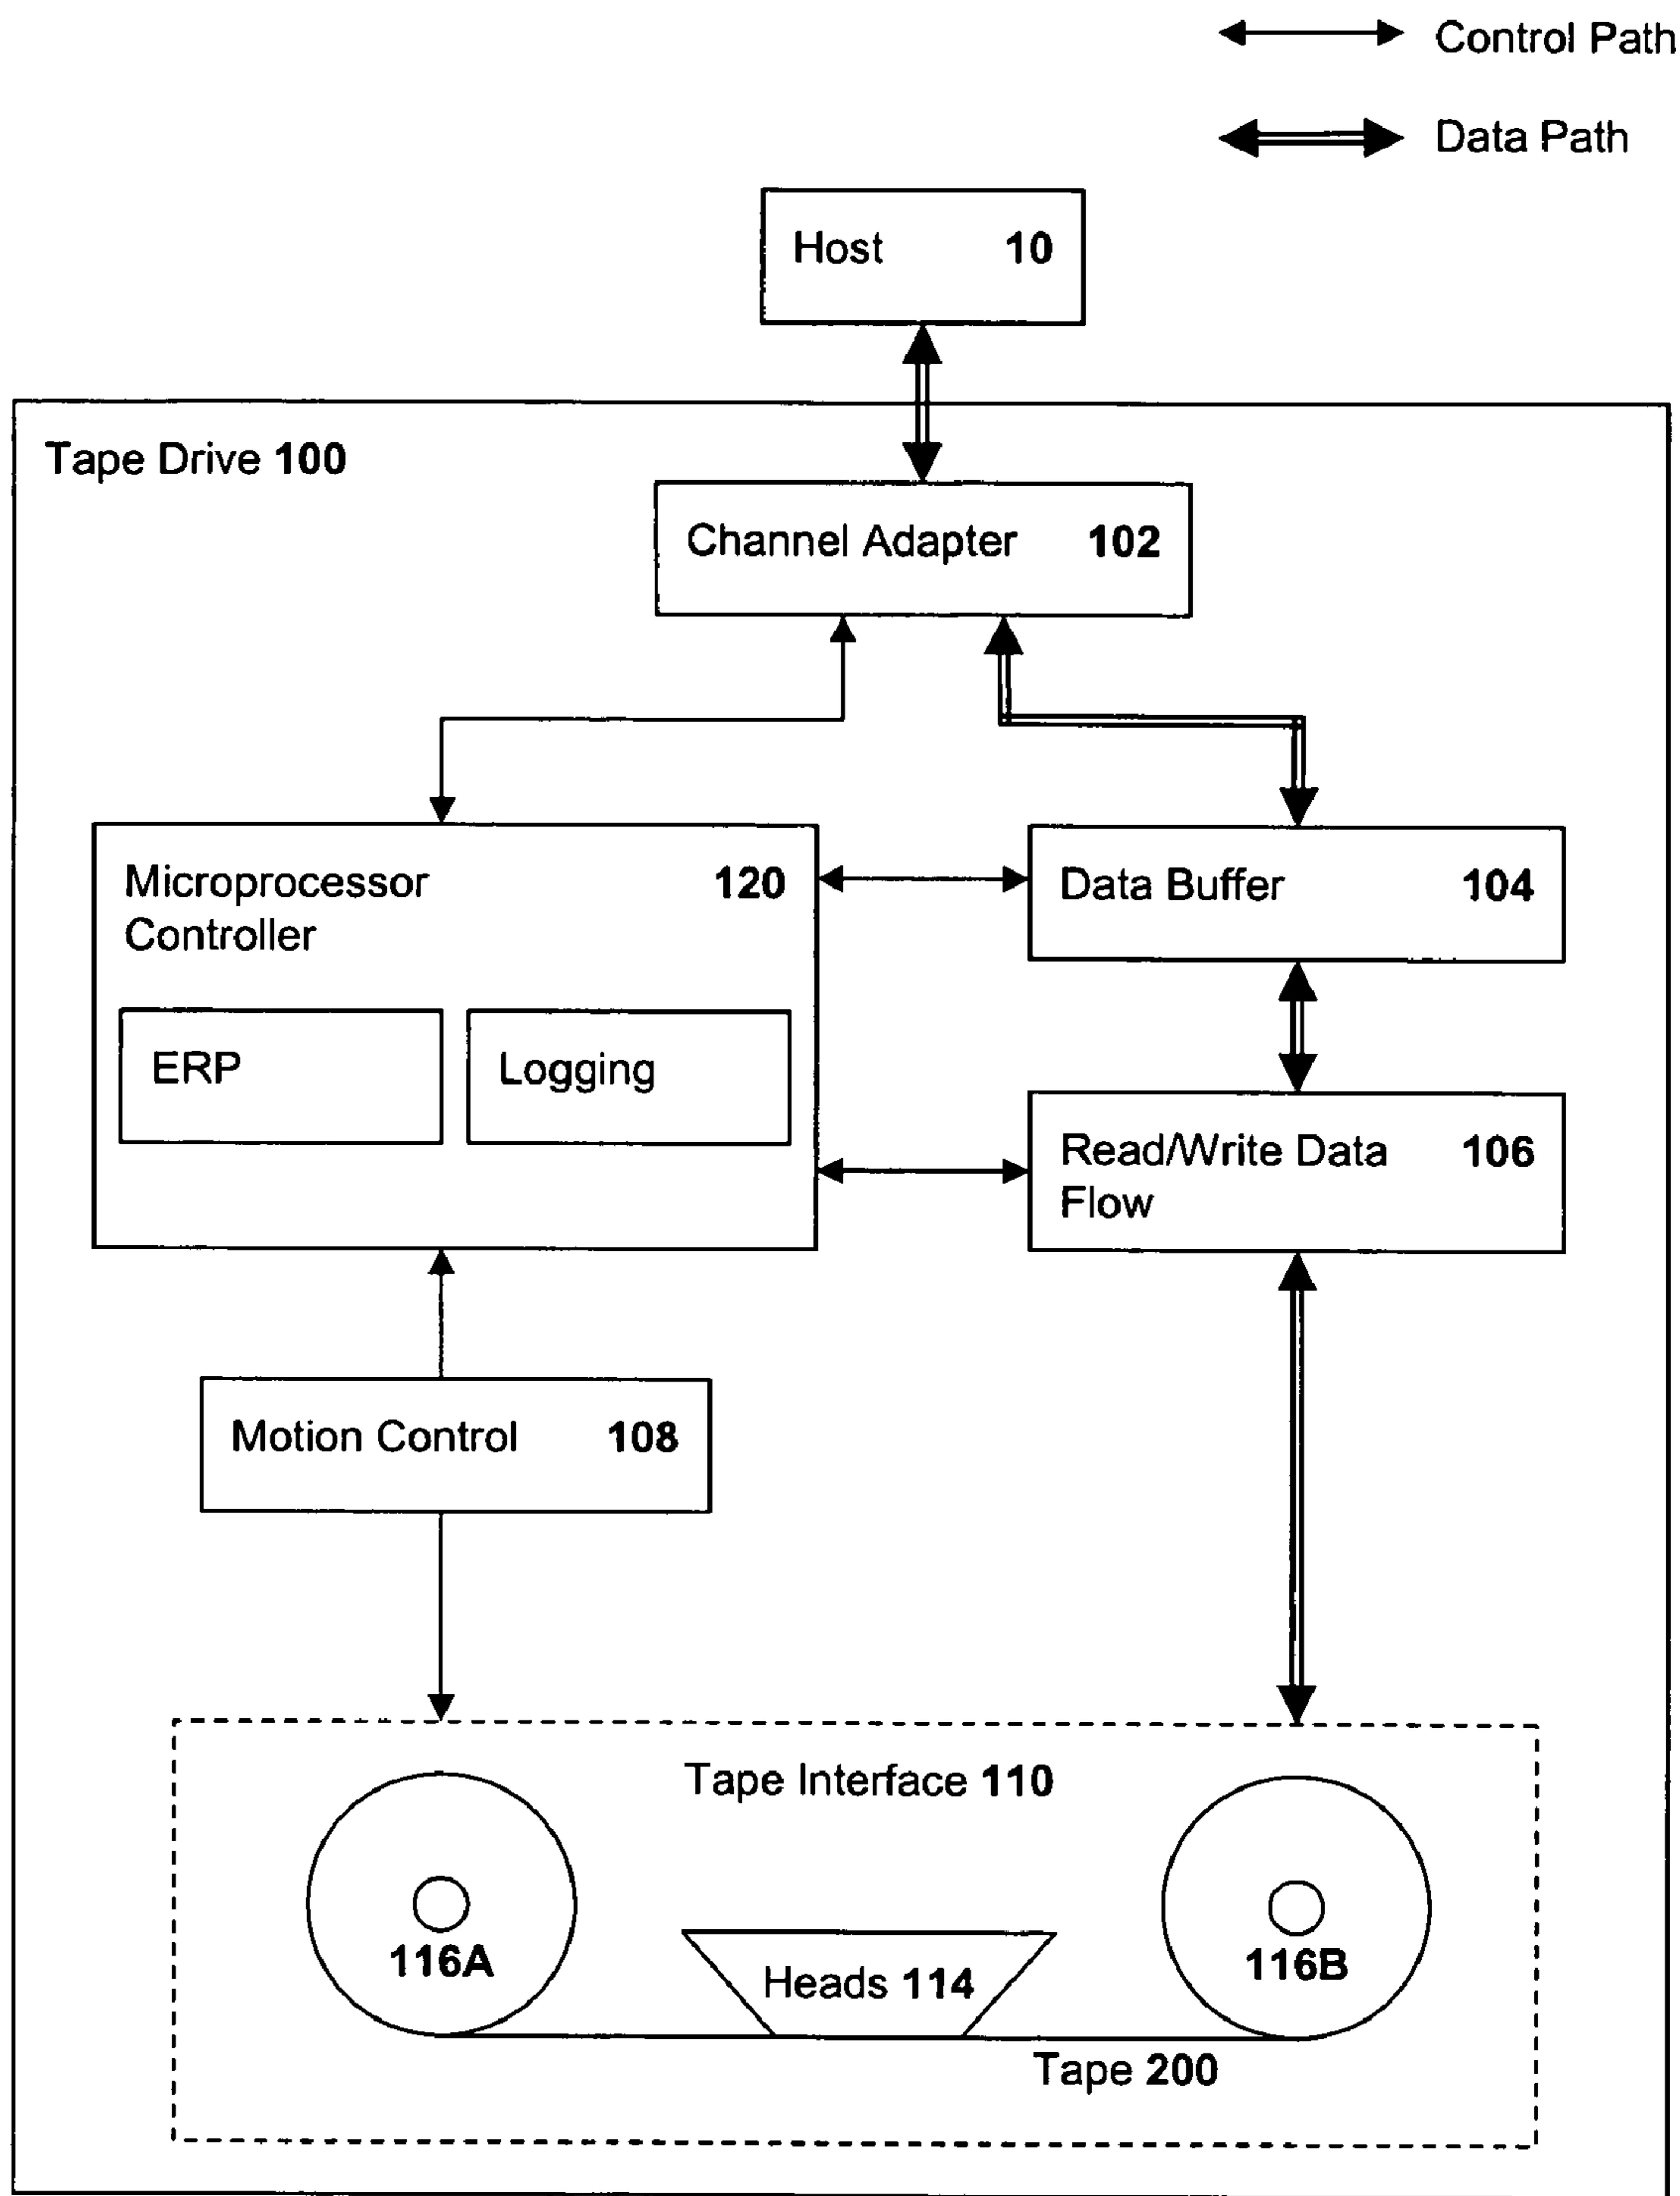 Control Path
Data Path
Host 10
Tape Drive 100
Channel Adapter 102
Microprocessor 120
Controller
Data Buffer 104
ERP
Logging
Read/Write Data 106
Flow
Motion Control 108
Tape Interface 110
116A
Heads 114
116B
Tape 200